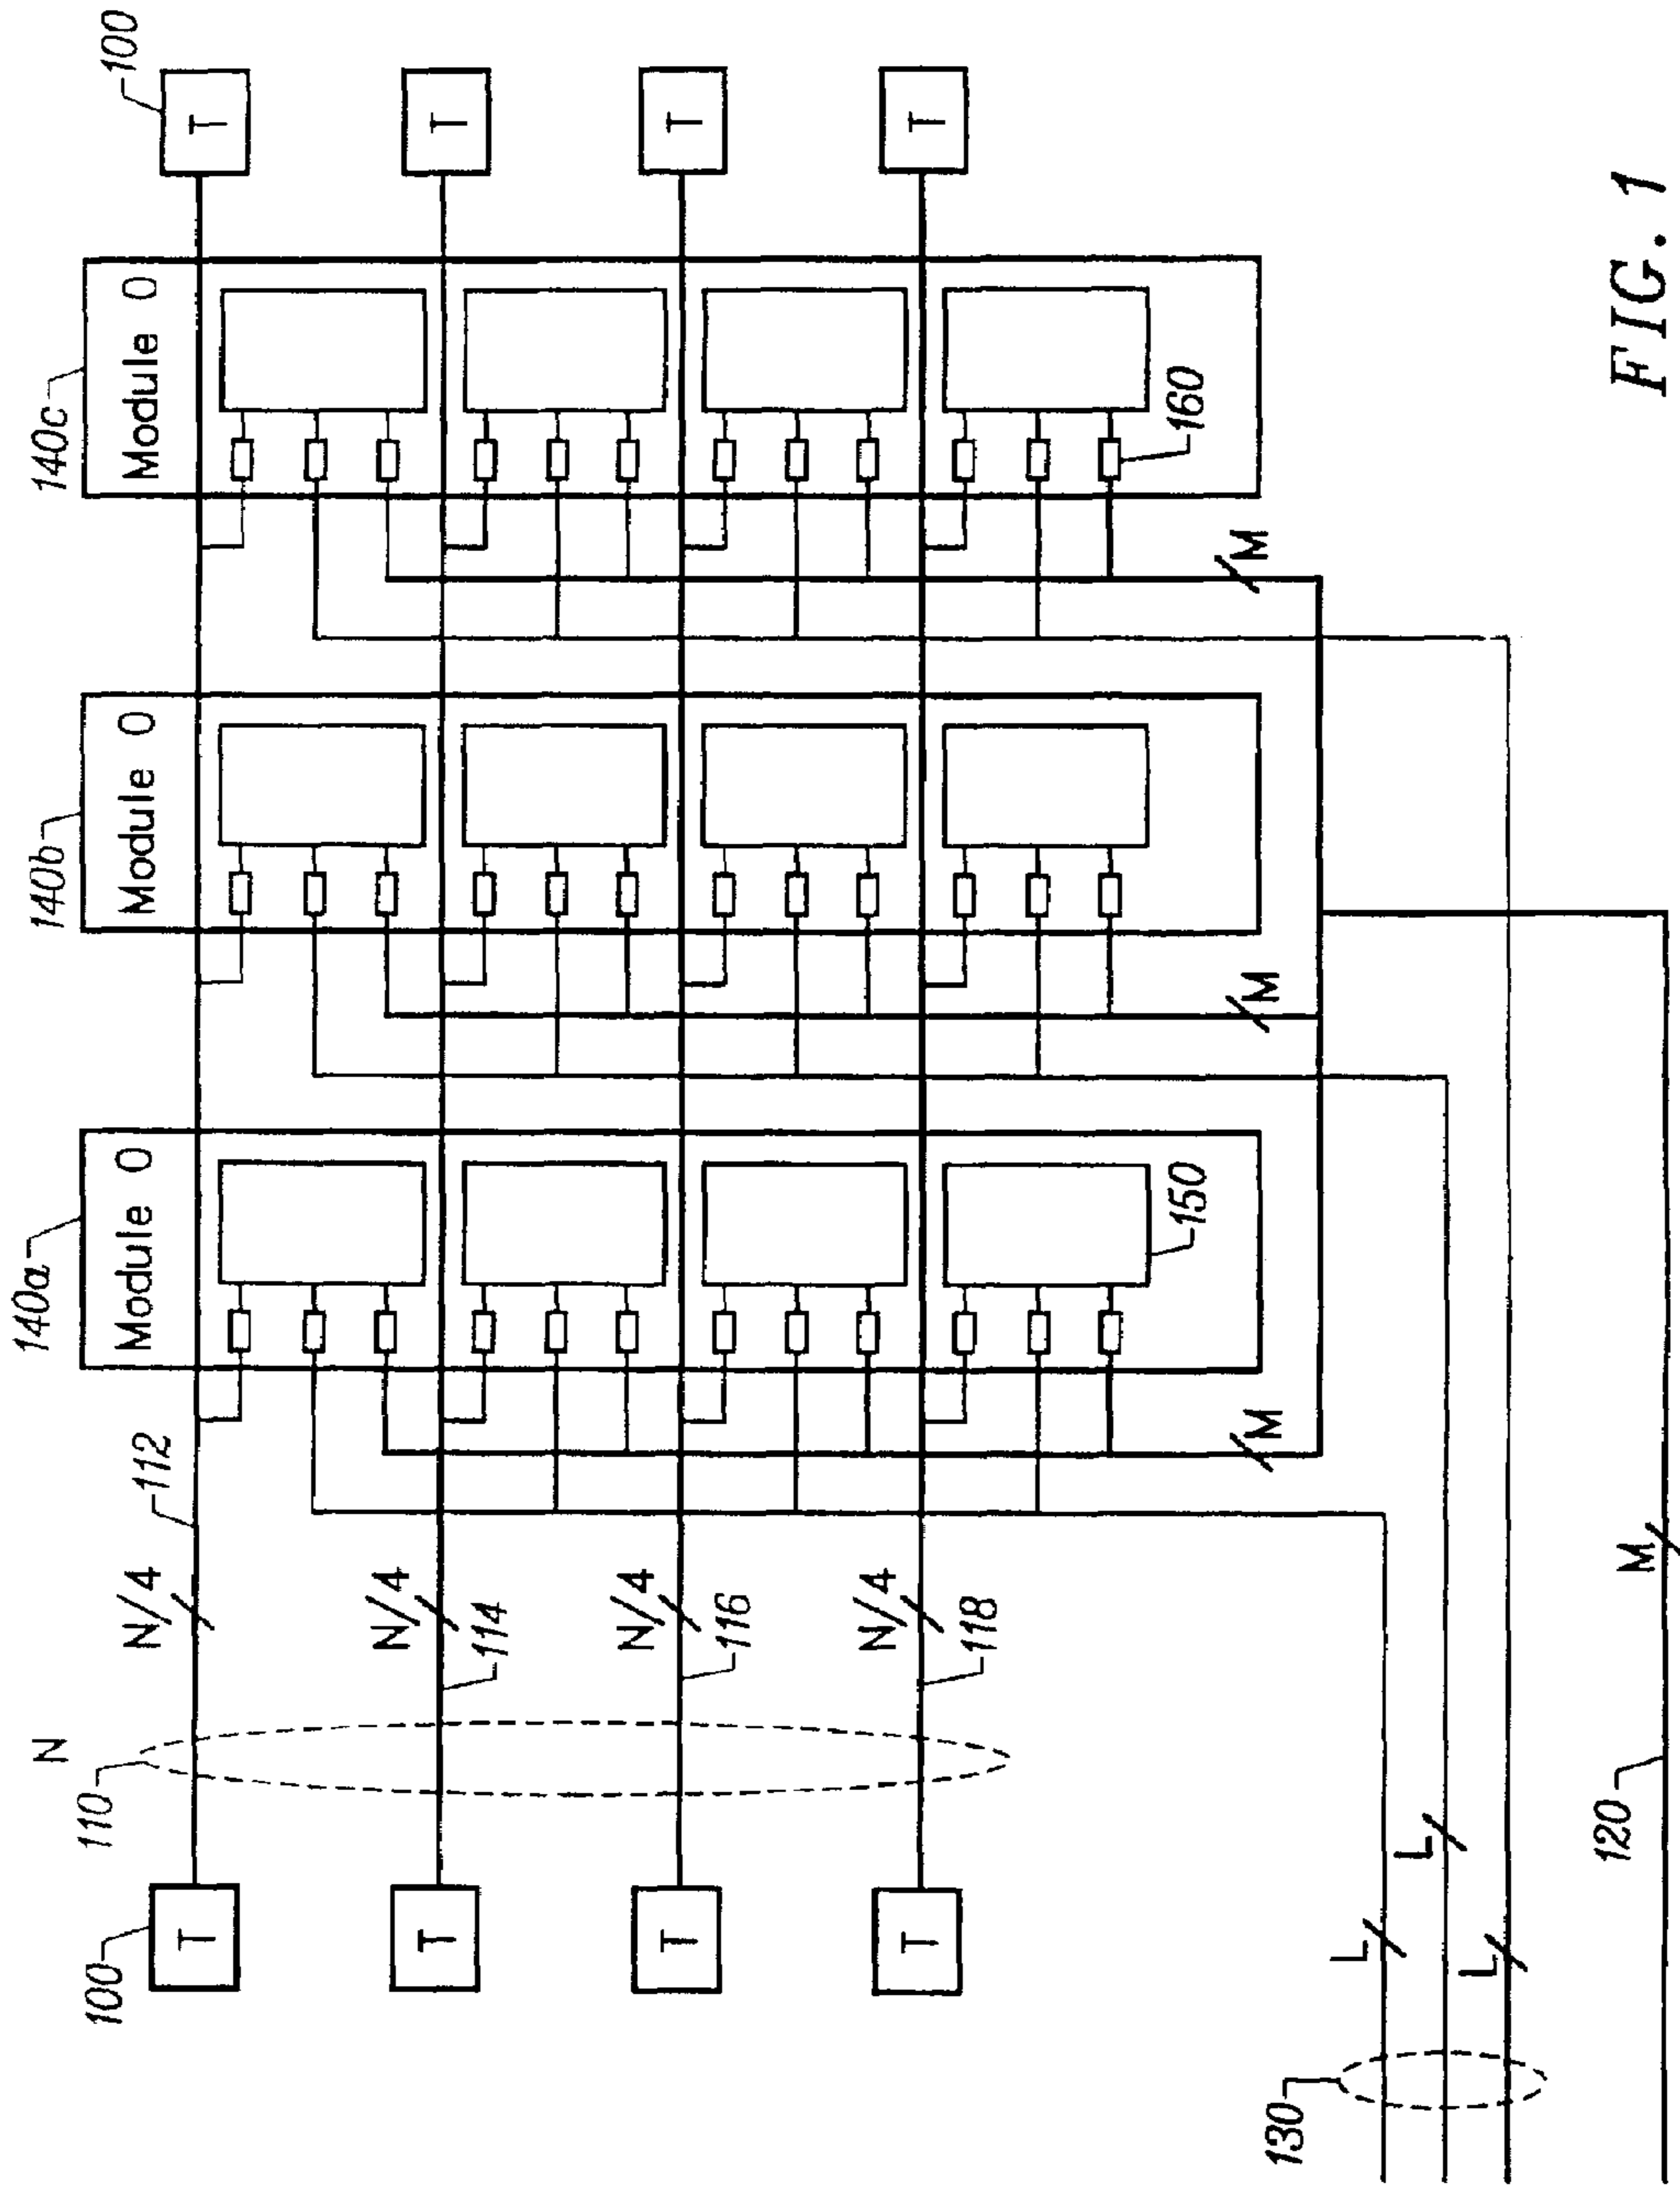 140a
140b
140c
100
Module 0
Module 0
Module 0
T
T
N
110
N/4
112
100
T
T
N/4
114
T
T
N/4
116
T
T
N/4
118
150
160
M
M
M
130
L
L
L
120
M
FIG. 1